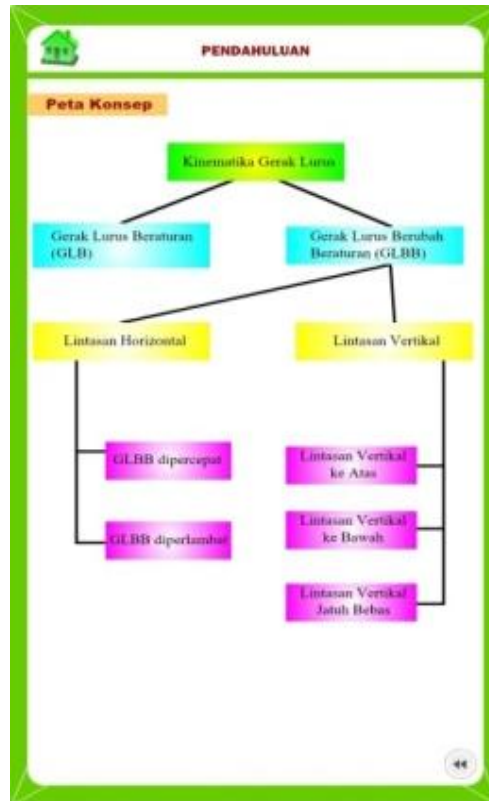 PENDAHULUAN
Peta Konsep
Kinematika Gerak Lurus
Gerak Lurus Beraturan
(GLB)
Gerak Lurus Berubah
Beraturan (GLBB)
Lintasan Horizontal
Lintasan Vertikal
GLBB dipercepat
GLBB diperlambat
Lintasan Vertikal
ke Atas
Lintasan Vertikal
ke Bawah
Lintasan Vertikal
Jatuh Bebas